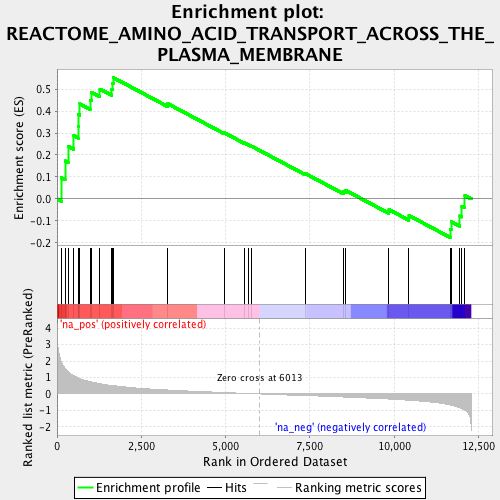 Enrichment plot:
REACTOME_AMINO_ACID_TRANSPORT_ACROSS_THE_
PLASMA_MEMBRANE
Enrichment score (ES)
0.5
0.4
0.3
0.2
0.1
0.0
-0.1
-0.2
'na_pos' (positively correlated)
Ranked list metric (PreRanked)
4
3
2
1
0
-1
-2
Zero cross at 6013
'na_neg' (negatively correlated)
0
2,500
5,000
7,500
10,000
12,500
Rank in Ordered Dataset
Enrichment profile
Hits
Ranking metric scores